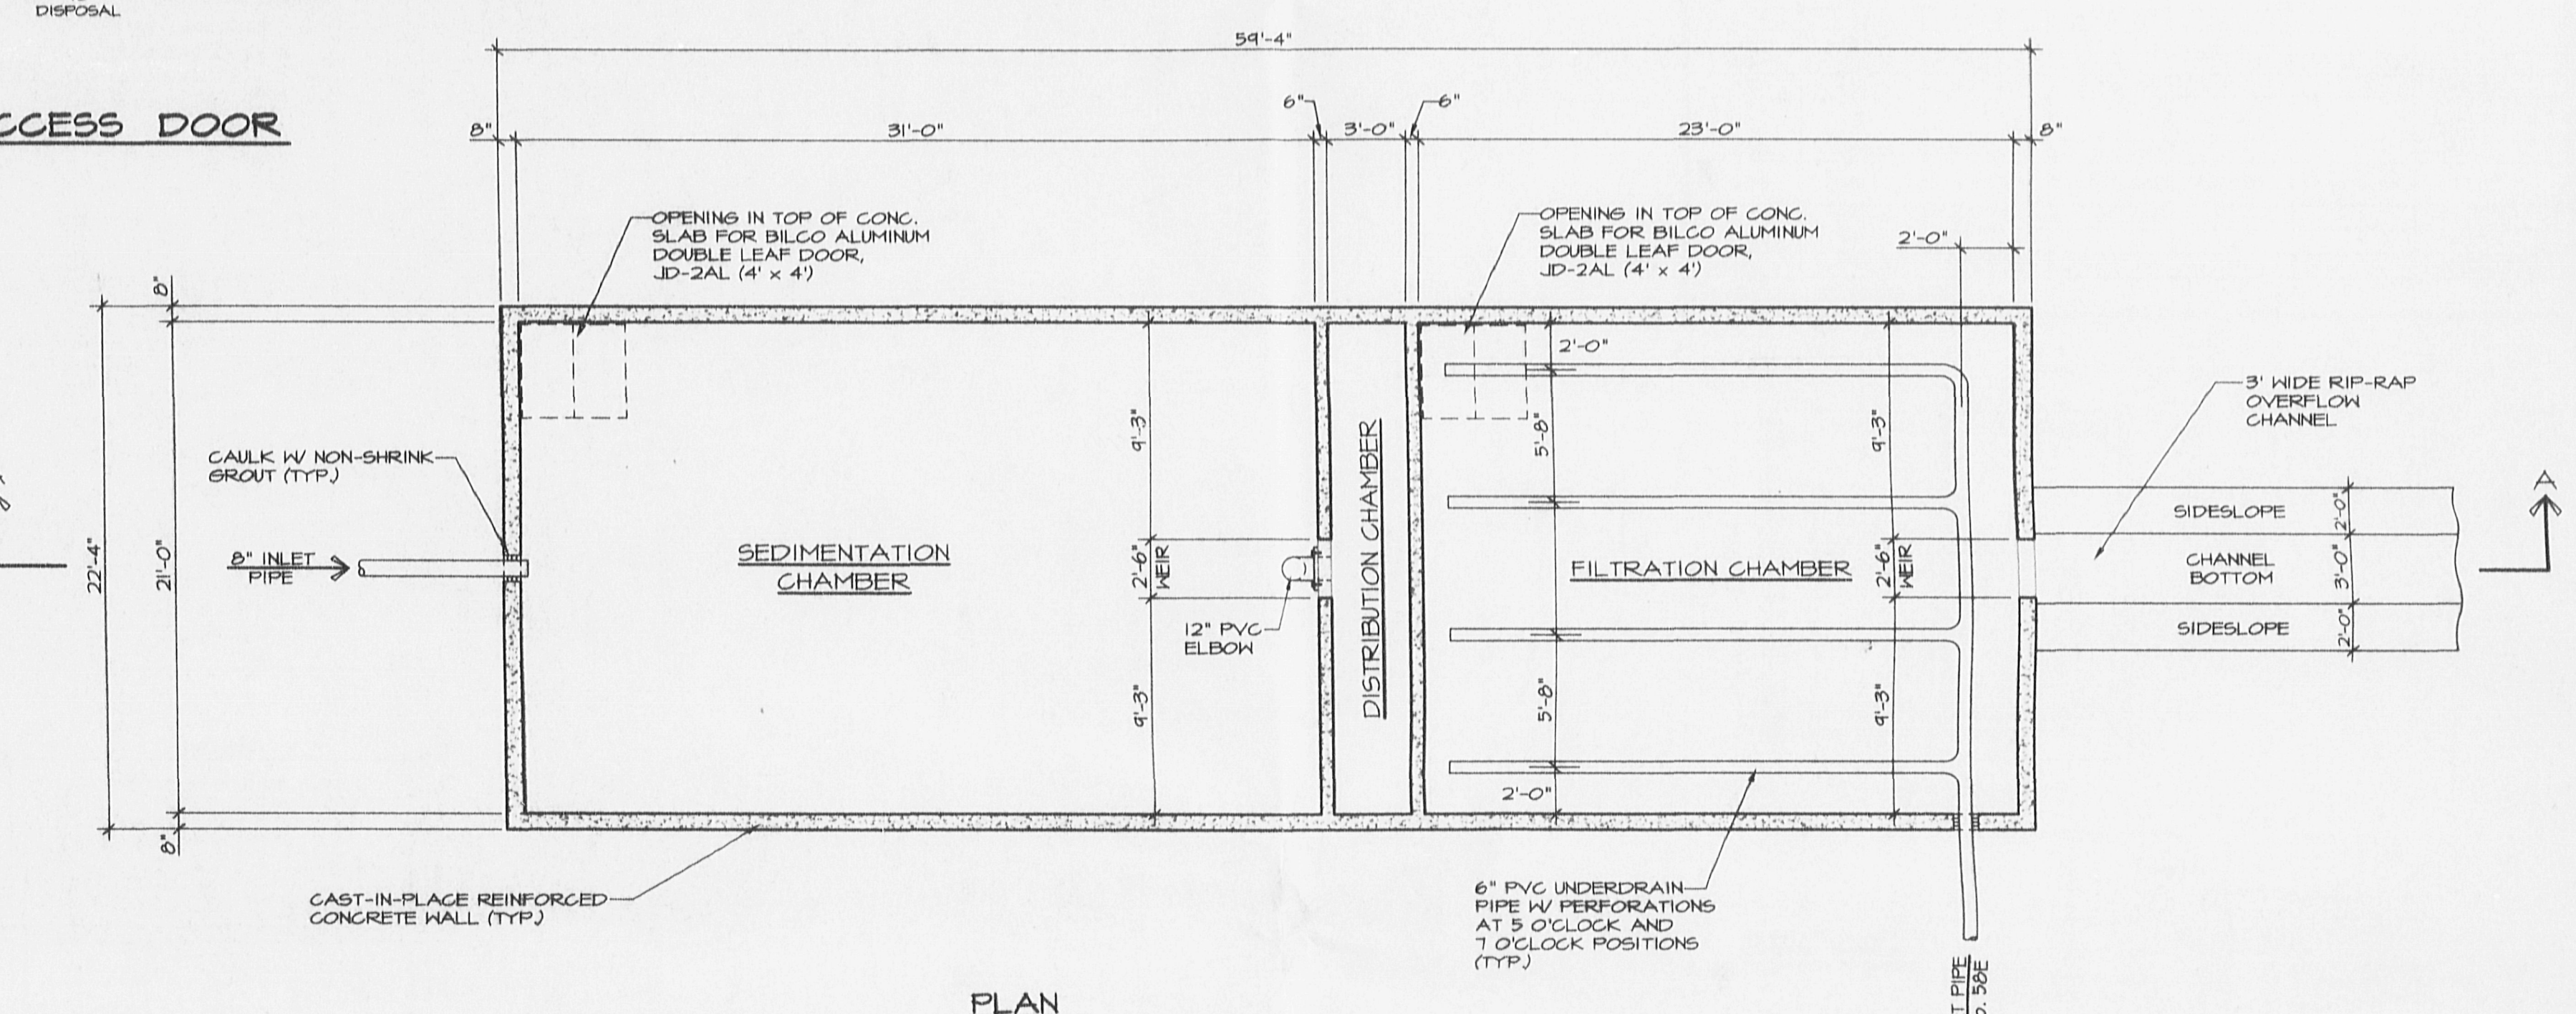 DISPOSAL
59'-4"
CCESS DOOR
8"
31'-0"
6"
3'-0"
6"
23'-0"
8"
OPENING IN TOP OF CONC.
SLAB FOR BILCO ALUMINUM
DOUBLE LEAF DOOR,
JD-2AL (4' x 4')
OPENING IN TOP OF CONC.
SLAB FOR BILCO ALUMINUM
DOUBLE LEAF DOOR,
JD-2AL (4' x 4')
2'-0"
8"
22'-4"
21'-0"
8"
CAULK W/ NON-SHRINK
GROUT (TYP.)
8" INLET
PIPE
SEDIMENTATION
CHAMBER
9'-3"
2'-6"
WEIR
9'-3"
12" PVC
ELBOW
DISTRIBUTION CHAMBER
2'-0"
5'-8"
5'-8"
2'-0"
FILTRATION CHAMBER
9'-3"
2'-6"
WEIR
9'-3"
3' WIDE RIP-RAP
OVERFLOW
CHANNEL
SIDESLOPE
2'-0"
CHANNEL
BOTTOM
3'-0"
SIDESLOPE
2'-0"
A
CAST-IN-PLACE REINFORCED
CONCRETE WALL (TYP.)
6" PVC UNDERDRAIN
PIPE W/ PERFORATIONS
AT 5 O'CLOCK AND
7 O'CLOCK POSITIONS
(TYP.)
T PIPE
. 58E
PLAN